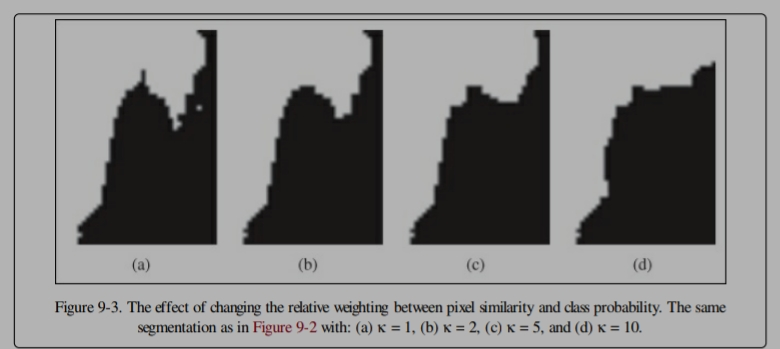 (a) (b) (c) (d)
Figure 9-3. The effect of changing the relative weighting between pixel similarity and class probability. The same
segmentation as in Figure 9-2 with: (a) κ = 1, (b) κ = 2, (c) κ = 5, and (d) κ = 10.